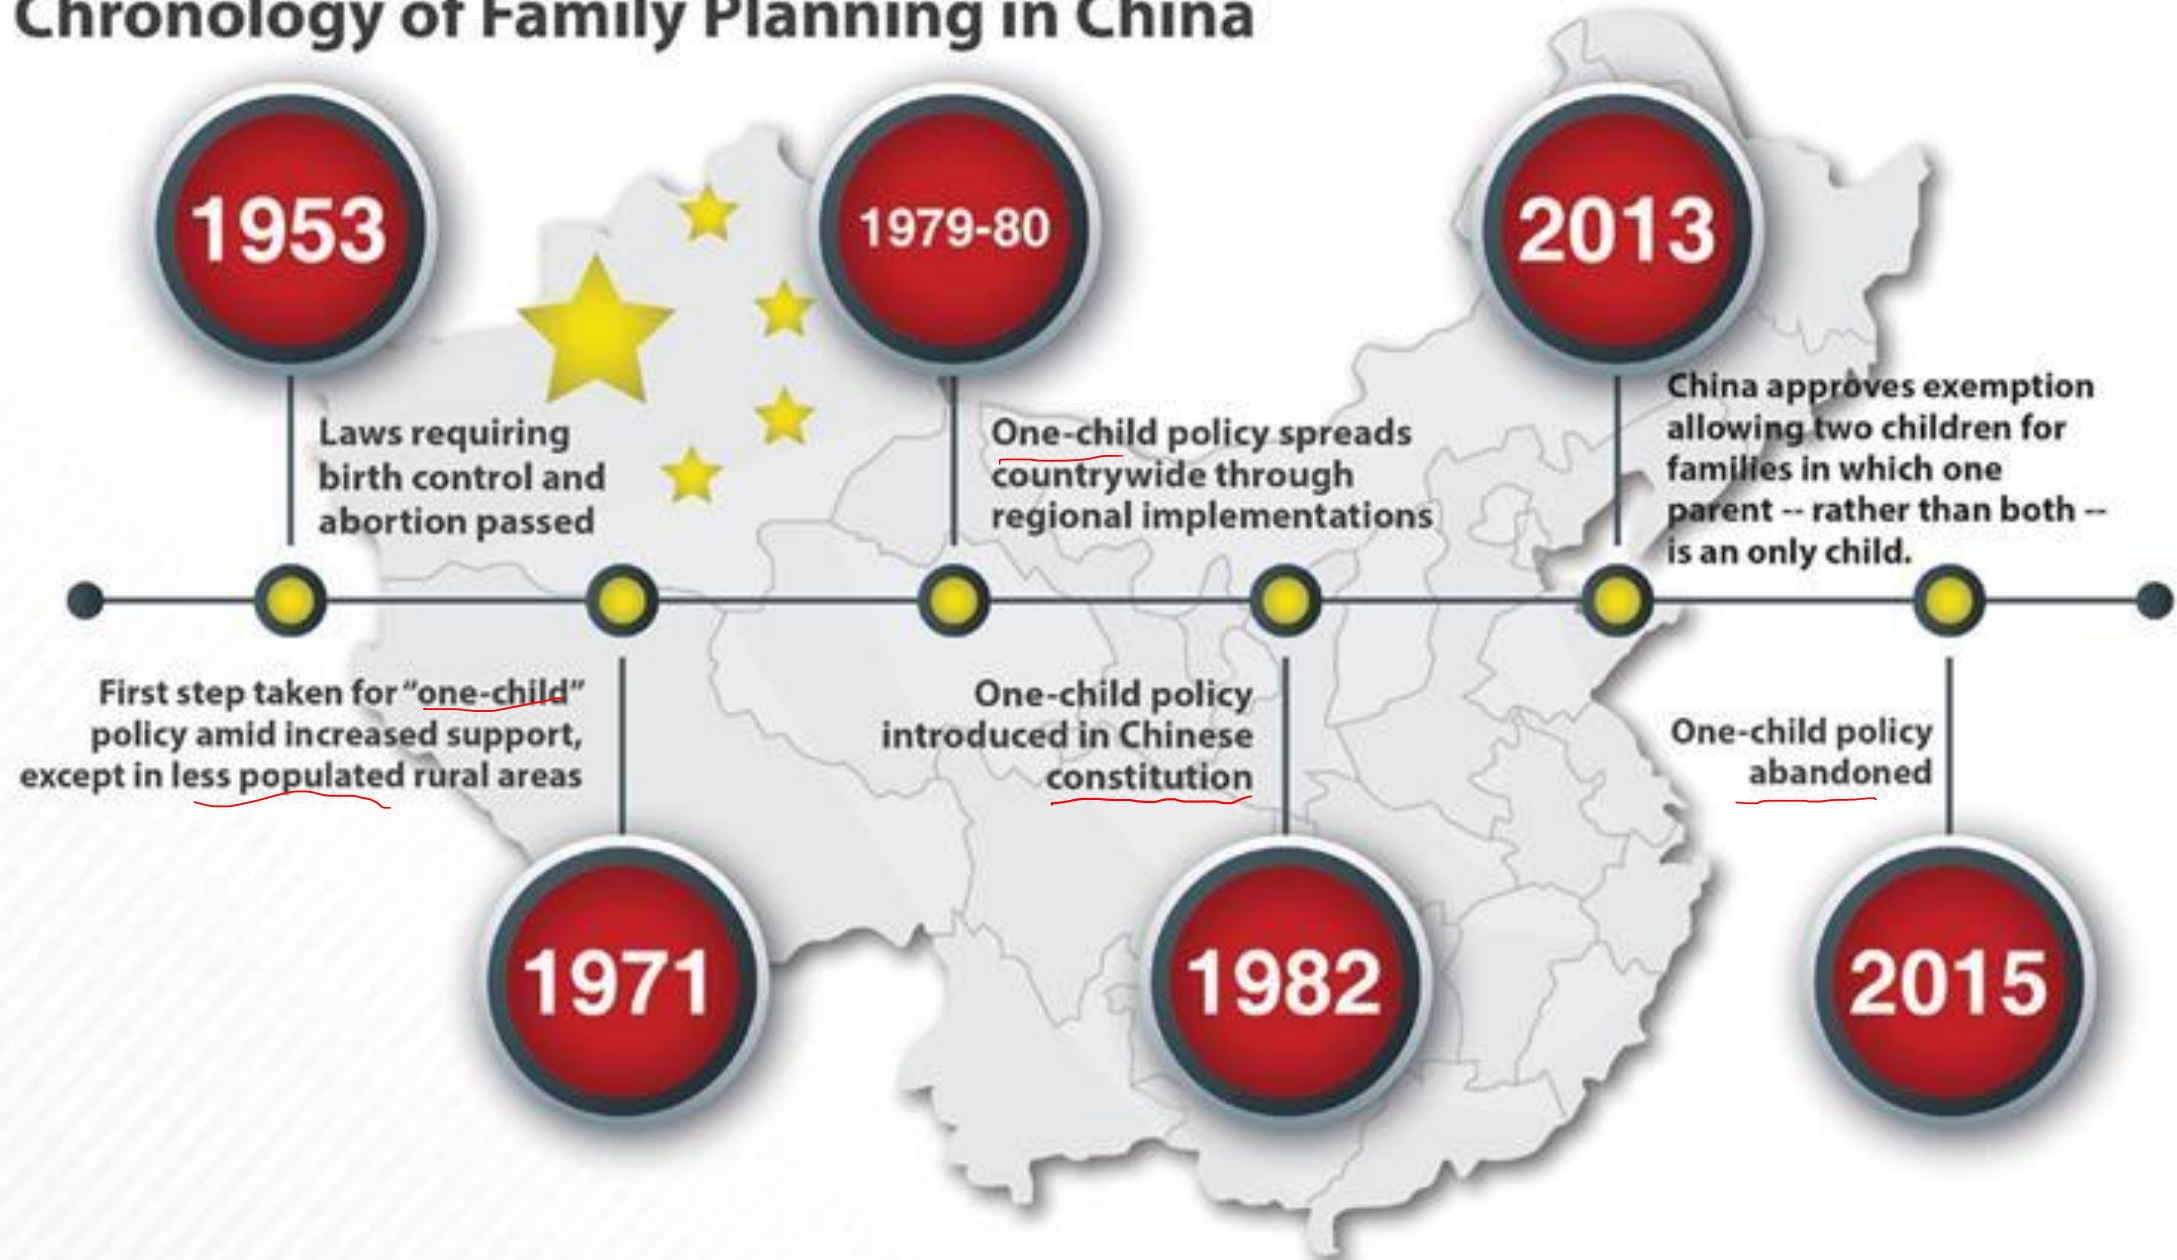 Chronology of Family Planning in China
1953
Laws requiring
birth control and
abortion passed
First step taken for "one-child"
policy amid increased support,
except in less populated rural areas
1971
1979-80
One-child policy spreads
countrywide through
regional implementations
One-child policy
introduced in Chinese
constitution
1982
2013
China approves exemption
allowing two children for
families in which one
parent -- rather than both --
is an only child.
One-child policy
abandoned
2015